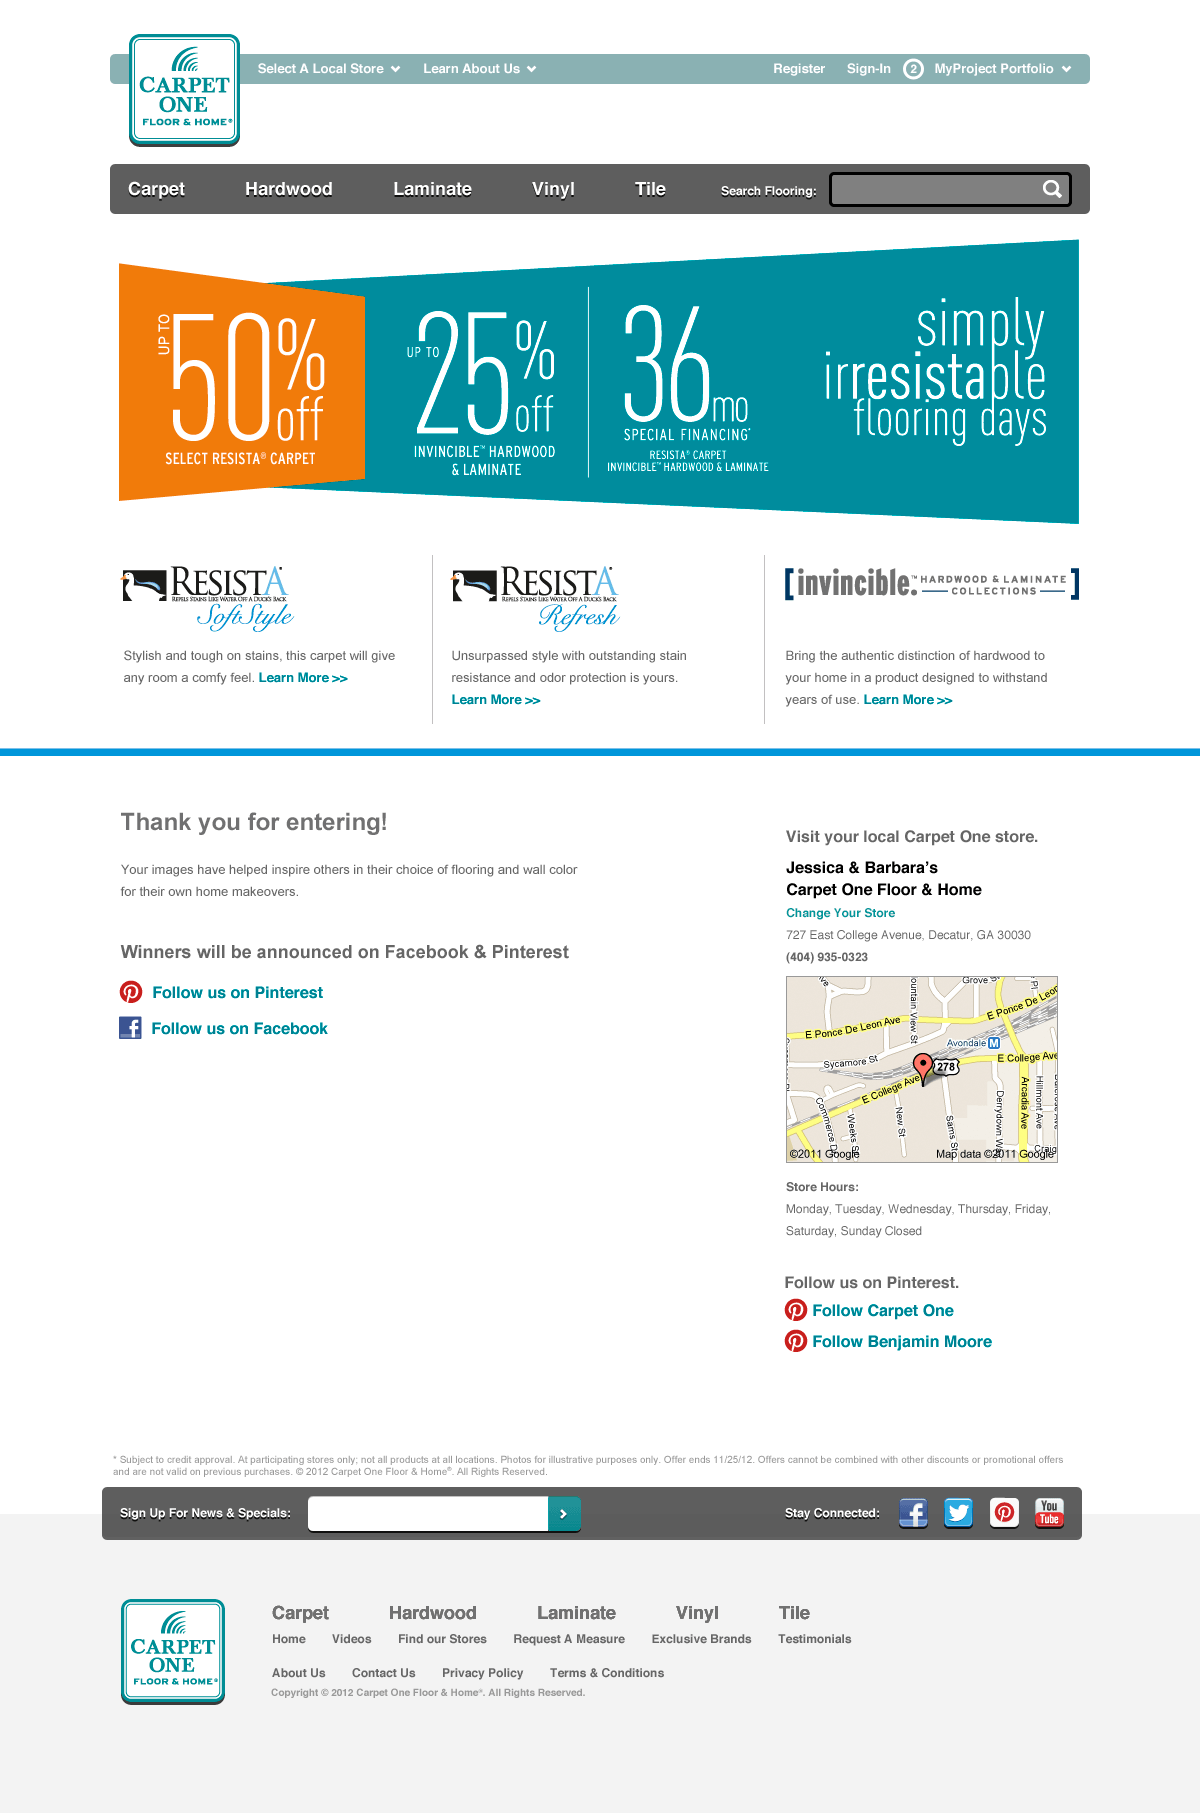 CARPET
ONE
FLOOR & HOME®
Select A Local Store
Learn About Us
Register
Sign-In
2
MyProject Portfolio
Carpet
Hardwood
Laminate
Vinyl
Tile
Search Flooring:
UP TO
50%
off
SELECT RESISTA® CARPET
UP TO
25%
off
INVINCIBLE™ HARDWOOD
& LAMINATE
36mo
SPECIAL FINANCING*
RESISTA® CARPET
INVINCIBLE™ HARDWOOD & LAMINATE
simply
irresistable
flooring days
RESISTA®
REPELS STAINS LIKE WATER OFF A DUCK'S BACK
SoftStyle
Stylish and tough on stains, this carpet will give
any room a comfy feel. Learn More >>
RESISTA®
REPELS STAINS LIKE WATER OFF A DUCK'S BACK
Refresh
Unsurpassed style with outstanding stain
resistance and odor protection is yours.
Learn More >>
[invincible.™ HARDWOOD & LAMINATE
COLLECTIONS]
Bring the authentic distinction of hardwood to
your home in a product designed to withstand
years of use. Learn More >>
Thank you for entering!
Your images have helped inspire others in their choice of flooring and wall color
for their own home makeovers.
Winners will be announced on Facebook & Pinterest
Follow us on Pinterest
Follow us on Facebook
Visit your local Carpet One store.
Jessica & Barbara's
Carpet One Floor & Home
Change Your Store
727 East College Avenue, Decatur, GA 30030
(404) 935-0323
Grove
E Ponce De Leon Ave
E Ponce De Leon
ountain View St
Avondale M
Sycamore St
E College Ave
278
E College Ave
Commerce D
Weeks S
New St
Sams St
Derrydown W
Arcadia Ave
Hillmont Ave
Craig
©2011 Google
Map data ©2011 Google
Store Hours:
Monday, Tuesday, Wednesday, Thursday, Friday,
Saturday, Sunday Closed
Follow us on Pinterest.
Follow Carpet One
Follow Benjamin Moore
* Subject to credit approval. At participating stores only; not all products at all locations. Photos for illustrative purposes only. Offer ends 11/25/12. Offers cannot be combined with other discounts or promotional offers
and are not valid on previous purchases. © 2012 Carpet One Floor & Home®. All Rights Reserved.
Sign Up For News & Specials:
Stay Connected:
You
Tube
CARPET
ONE
FLOOR & HOME®
Carpet
Hardwood
Laminate
Vinyl
Tile
Home
Videos
Find our Stores
Request A Measure
Exclusive Brands
Testimonials
About Us
Contact Us
Privacy Policy
Terms & Conditions
Copyright © 2012 Carpet One Floor & Home®. All Rights Reserved.